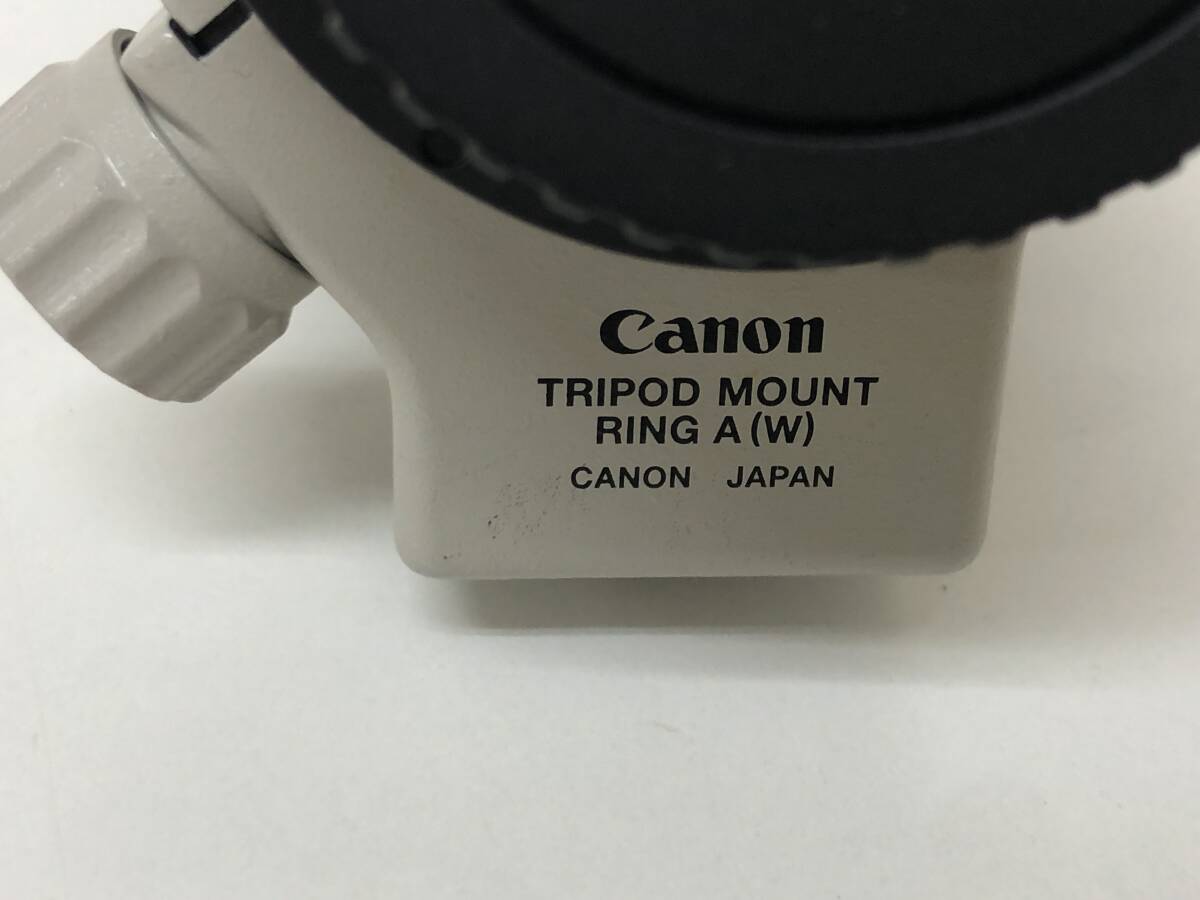 Canon
TRIPOD MOUNT
RING A (W)
CANON JAPAN